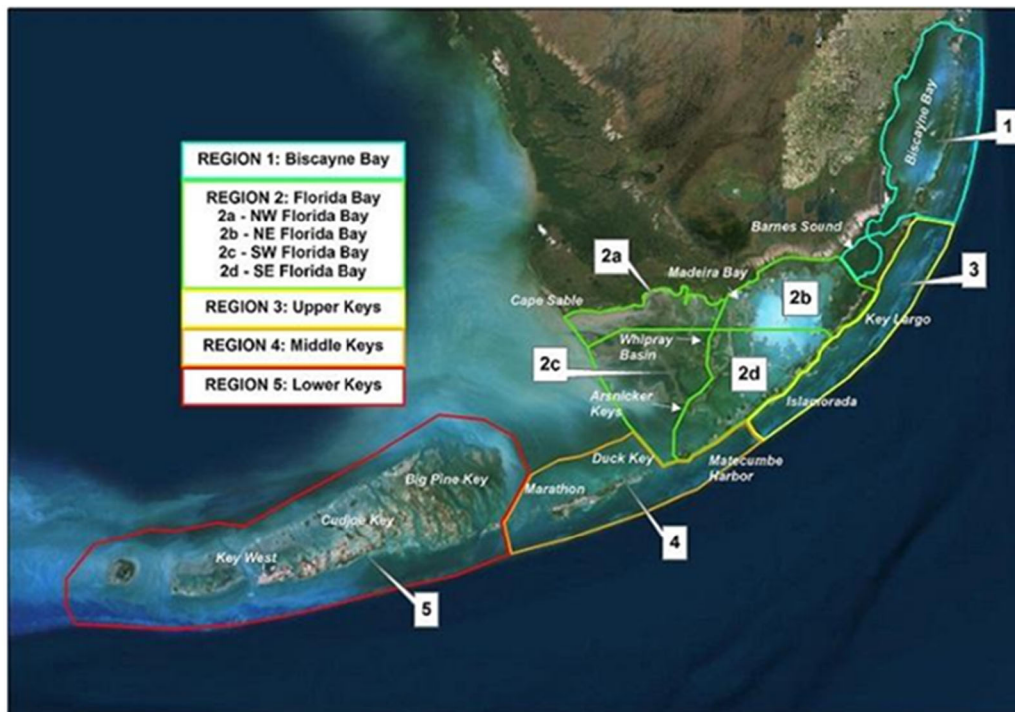 REGION 1: Biscayne Bay
REGION 2: Florida Bay
2a - NW Florida Bay
2b - NE Florida Bay
2c - SW Florida Bay
2d - SE Florida Bay
REGION 3: Upper Keys
REGION 4: Middle Keys
REGION 5: Lower Keys
Biscayne Bay
1
Barnes Sound
2a
Madeira Bay
3
2b
Cape Sable
Key Largo
Whipray
Basin
2c
2d
Arsnicker
Keys
Islamorada
Duck Key
Matecumbe
Harbor
Big Pine Key
Marathon
Cudjoe Key
4
Key West
5